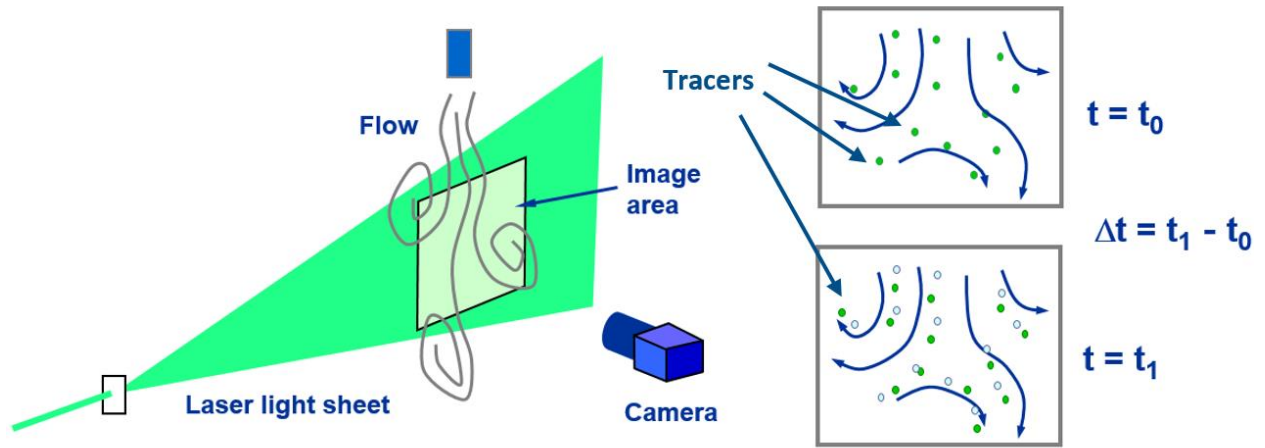 Flow
Image
area
Laser light sheet
Camera
Tracers
t = t₀
Δt = t₁ - t₀
t = t₁